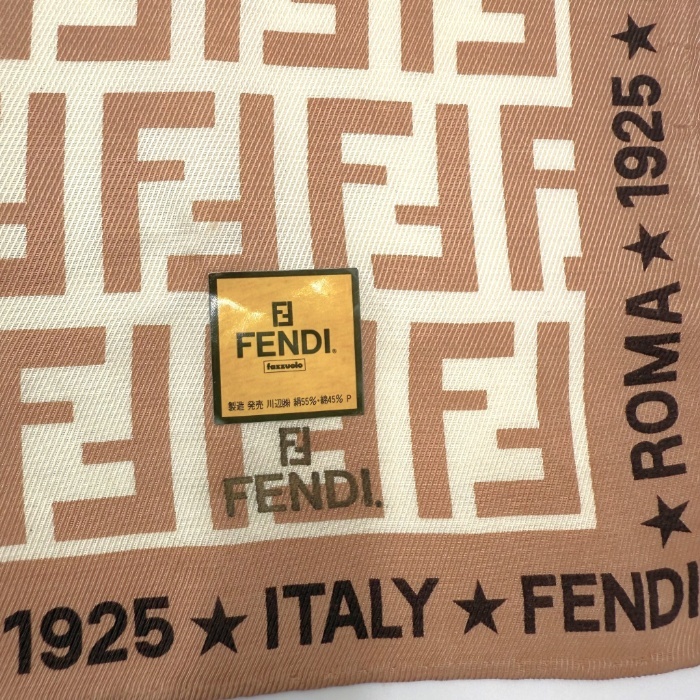 FENDI.
fazzuolo
製造 発売 川辺㈱ 絹55%・綿45% P
FENDI.
1925 ★ ITALY ★ FENDI
★ ROMA ★ 1925 ★